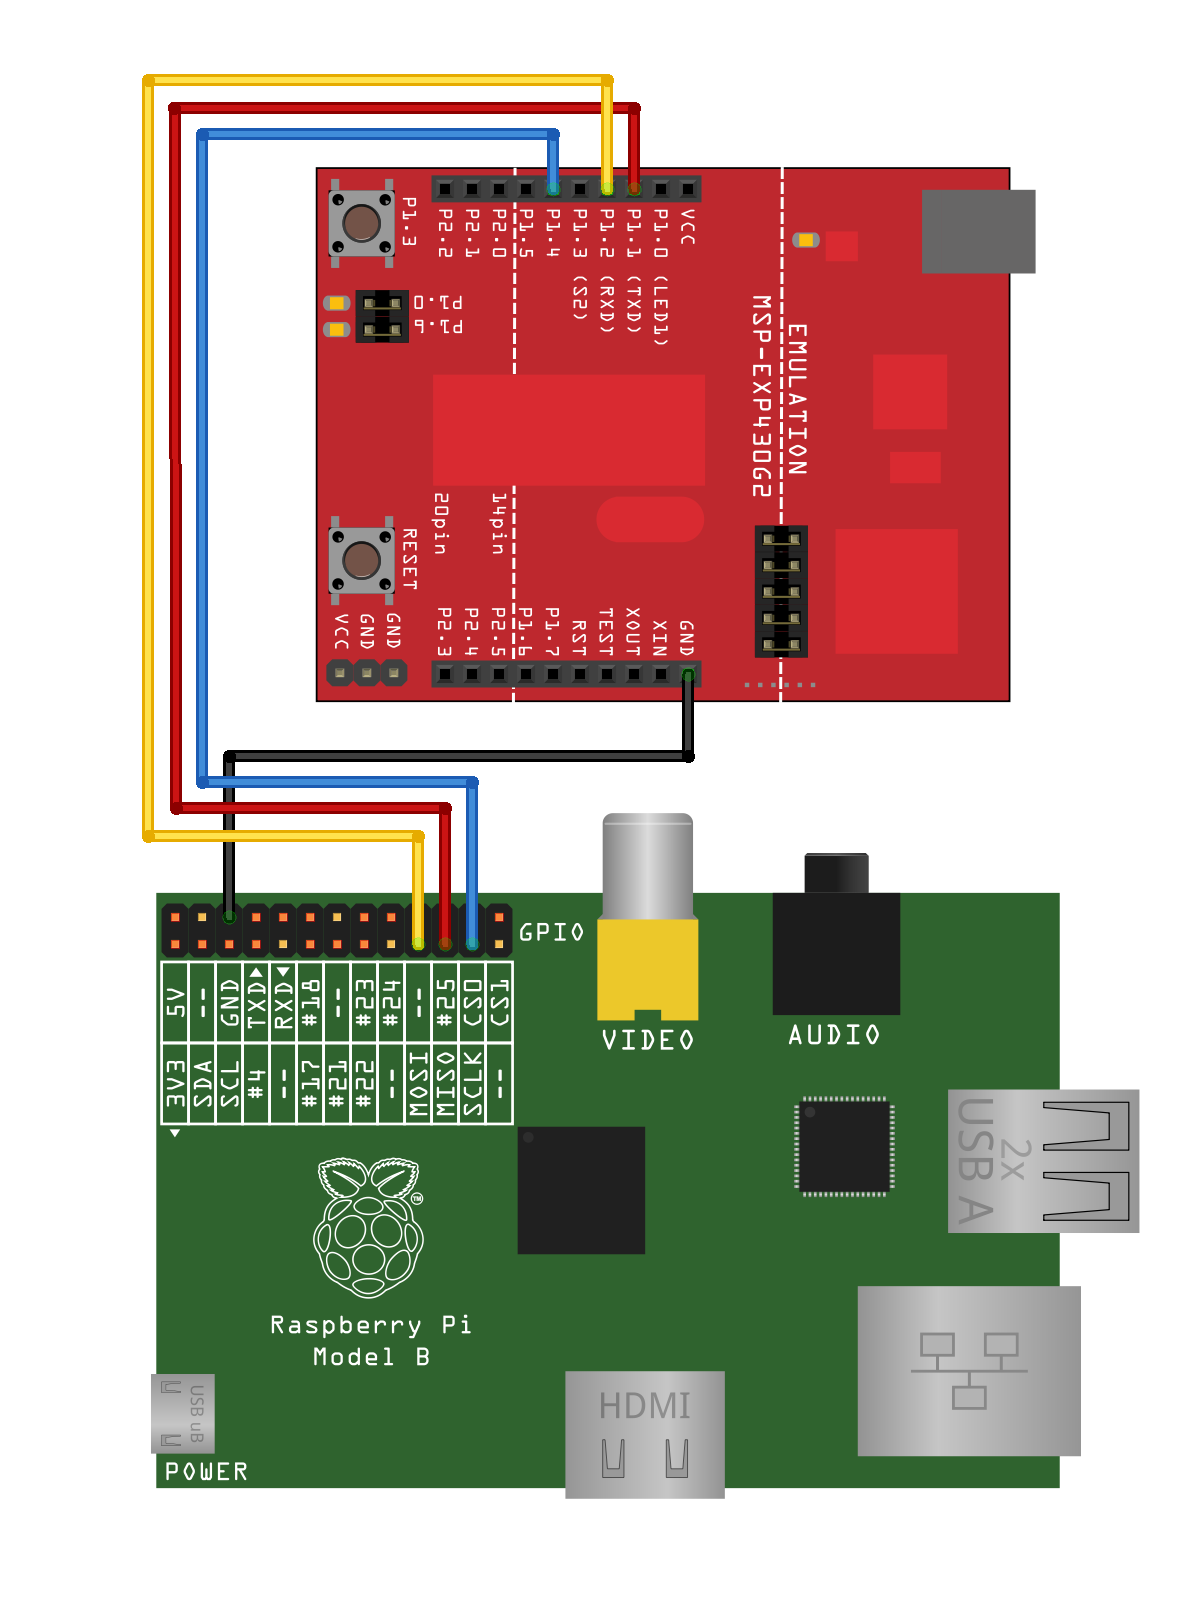 P1.3
P2.2
P2.1
P2.0
P1.5
P1.4
P1.3 (S2)
P1.2 (RXD)
P1.1 (TXD)
P1.0 (LED1)
VCC
P1.0
P1.6
MSP-EXP430G2
EMULATION
20pin
14pin
RESET
VCC
GND
GND
P2.3
P2.4
P2.5
P1.6
P1.7
RST
TEST
XOUT
XIN
GND
GPIO
5V
--
GND
TXD
RXD
#18
--
#23
#24
--
#25
CS0
CS1
3V3
SDA
SCL
#4
--
#17
#21
#22
--
MOSI
MISO
SCLK
--
VIDEO
AUDIO
2x
USB A
TM
Raspberry Pi
Model B
HDMI
USB uB
POWER